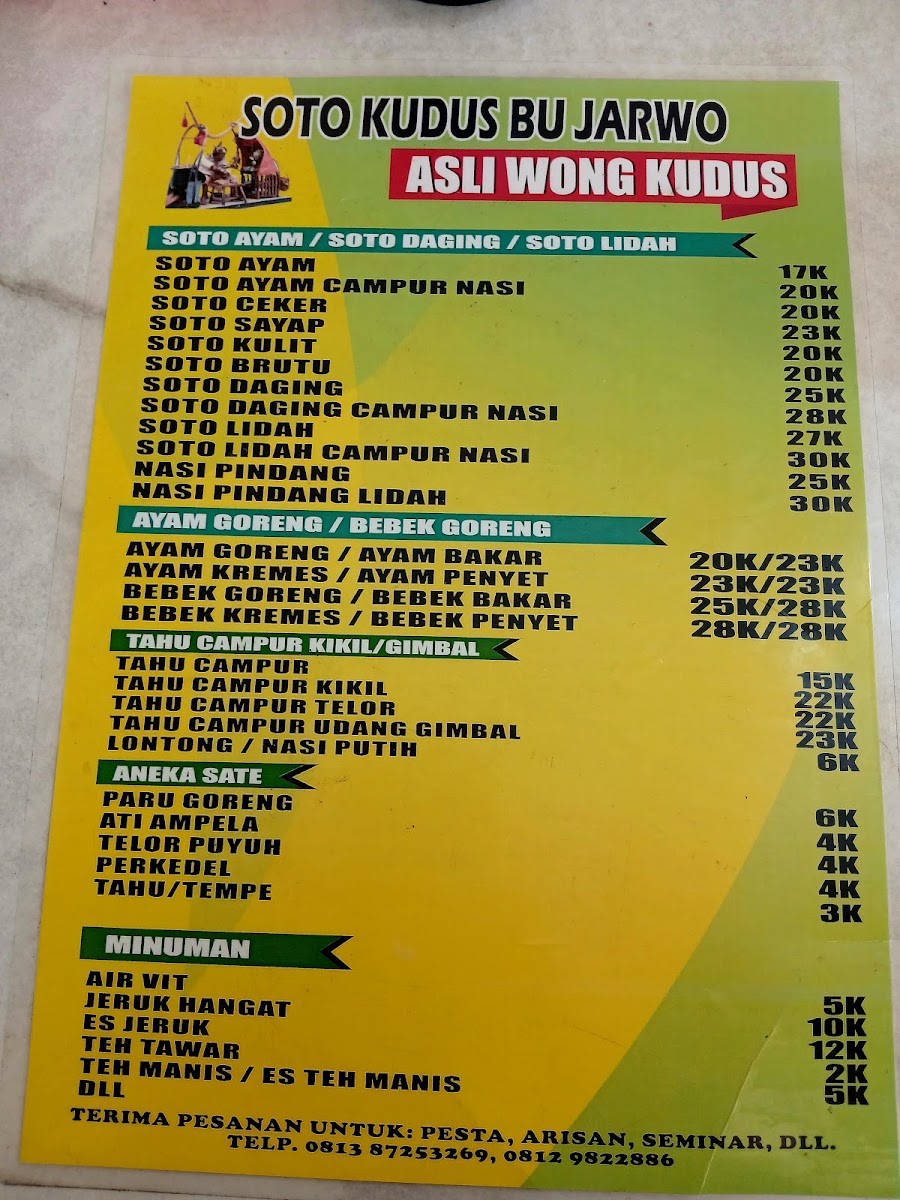 SOTO KUDUS BU JARWO
ASLI WONG KUDUS
SOTO AYAM / SOTO DAGING / SOTO LIDAH
SOTO AYAM 17K
SOTO AYAM CAMPUR NASI 20K
SOTO CEKER 20K
SOTO SAYAP 23K
SOTO KULIT 20K
SOTO BRUTU 20K
SOTO DAGING 25K
SOTO DAGING CAMPUR NASI 28K
SOTO LIDAH 27K
SOTO LIDAH CAMPUR NASI 30K
NASI PINDANG 25K
NASI PINDANG LIDAH 30K
AYAM GORENG / BEBEK GORENG
AYAM GORENG / AYAM BAKAR 20K/23K
AYAM KREMES / AYAM PENYET 23K/23K
BEBEK GORENG / BEBEK BAKAR 25K/28K
BEBEK KREMES / BEBEK PENYET 28K/28K
TAHU CAMPUR KIKIL/GIMBAL
TAHU CAMPUR 15K
TAHU CAMPUR KIKIL 22K
TAHU CAMPUR TELOR 22K
TAHU CAMPUR UDANG GIMBAL 23K
LONTONG / NASI PUTIH 6K
ANEKA SATE
PARU GORENG 6K
ATI AMPELA 4K
TELOR PUYUH 4K
PERKEDEL 4K
TAHU/TEMPE 3K
MINUMAN
AIR VIT 5K
JERUK HANGAT 10K
ES JERUK 12K
TEH TAWAR 2K
TEH MANIS / ES TEH MANIS 5K
DLL
TERIMA PESANAN UNTUK: PESTA, ARISAN, SEMINAR, DLL.
TELP. 0813 87253269, 0812 9822886